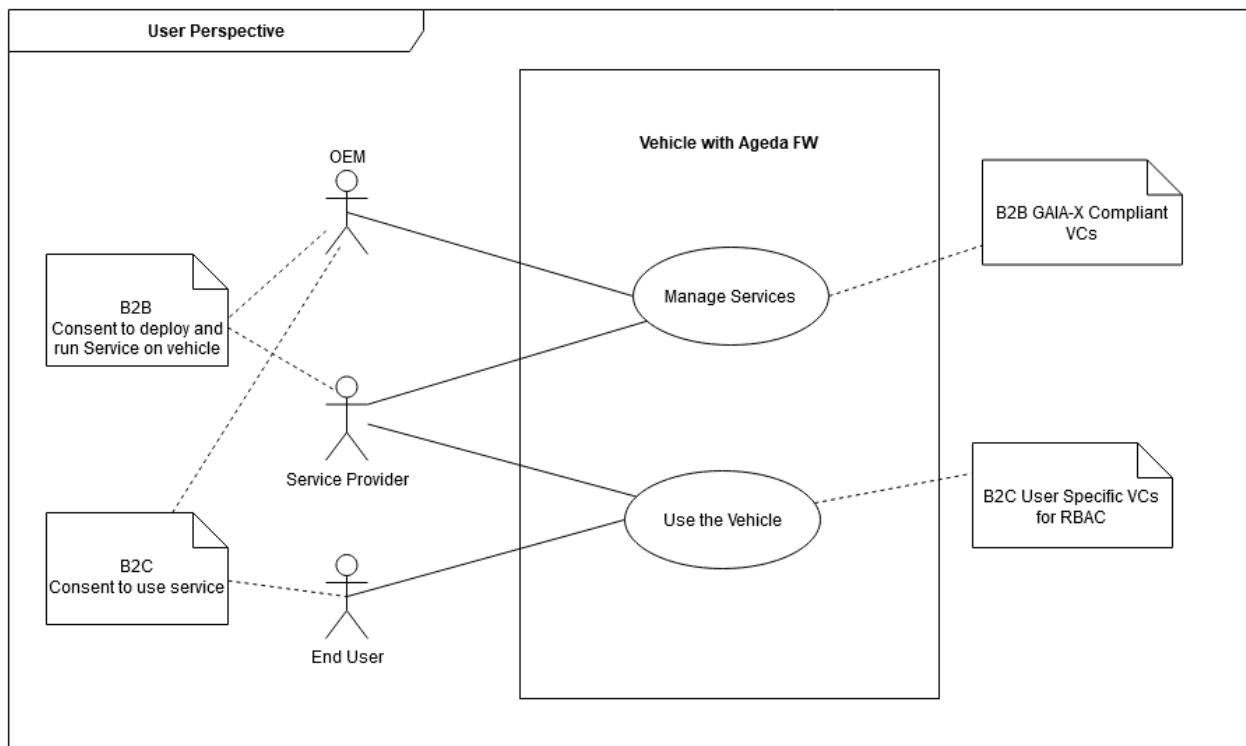 User Perspective
Vehicle with Ageda FW
OEM
B2B GAIA-X Compliant
VCs
Manage Services
B2B
Consent to deploy and
run Service on vehicle
Service Provider
B2C User Specific VCs
for RBAC
Use the Vehicle
B2C
Consent to use service
End User